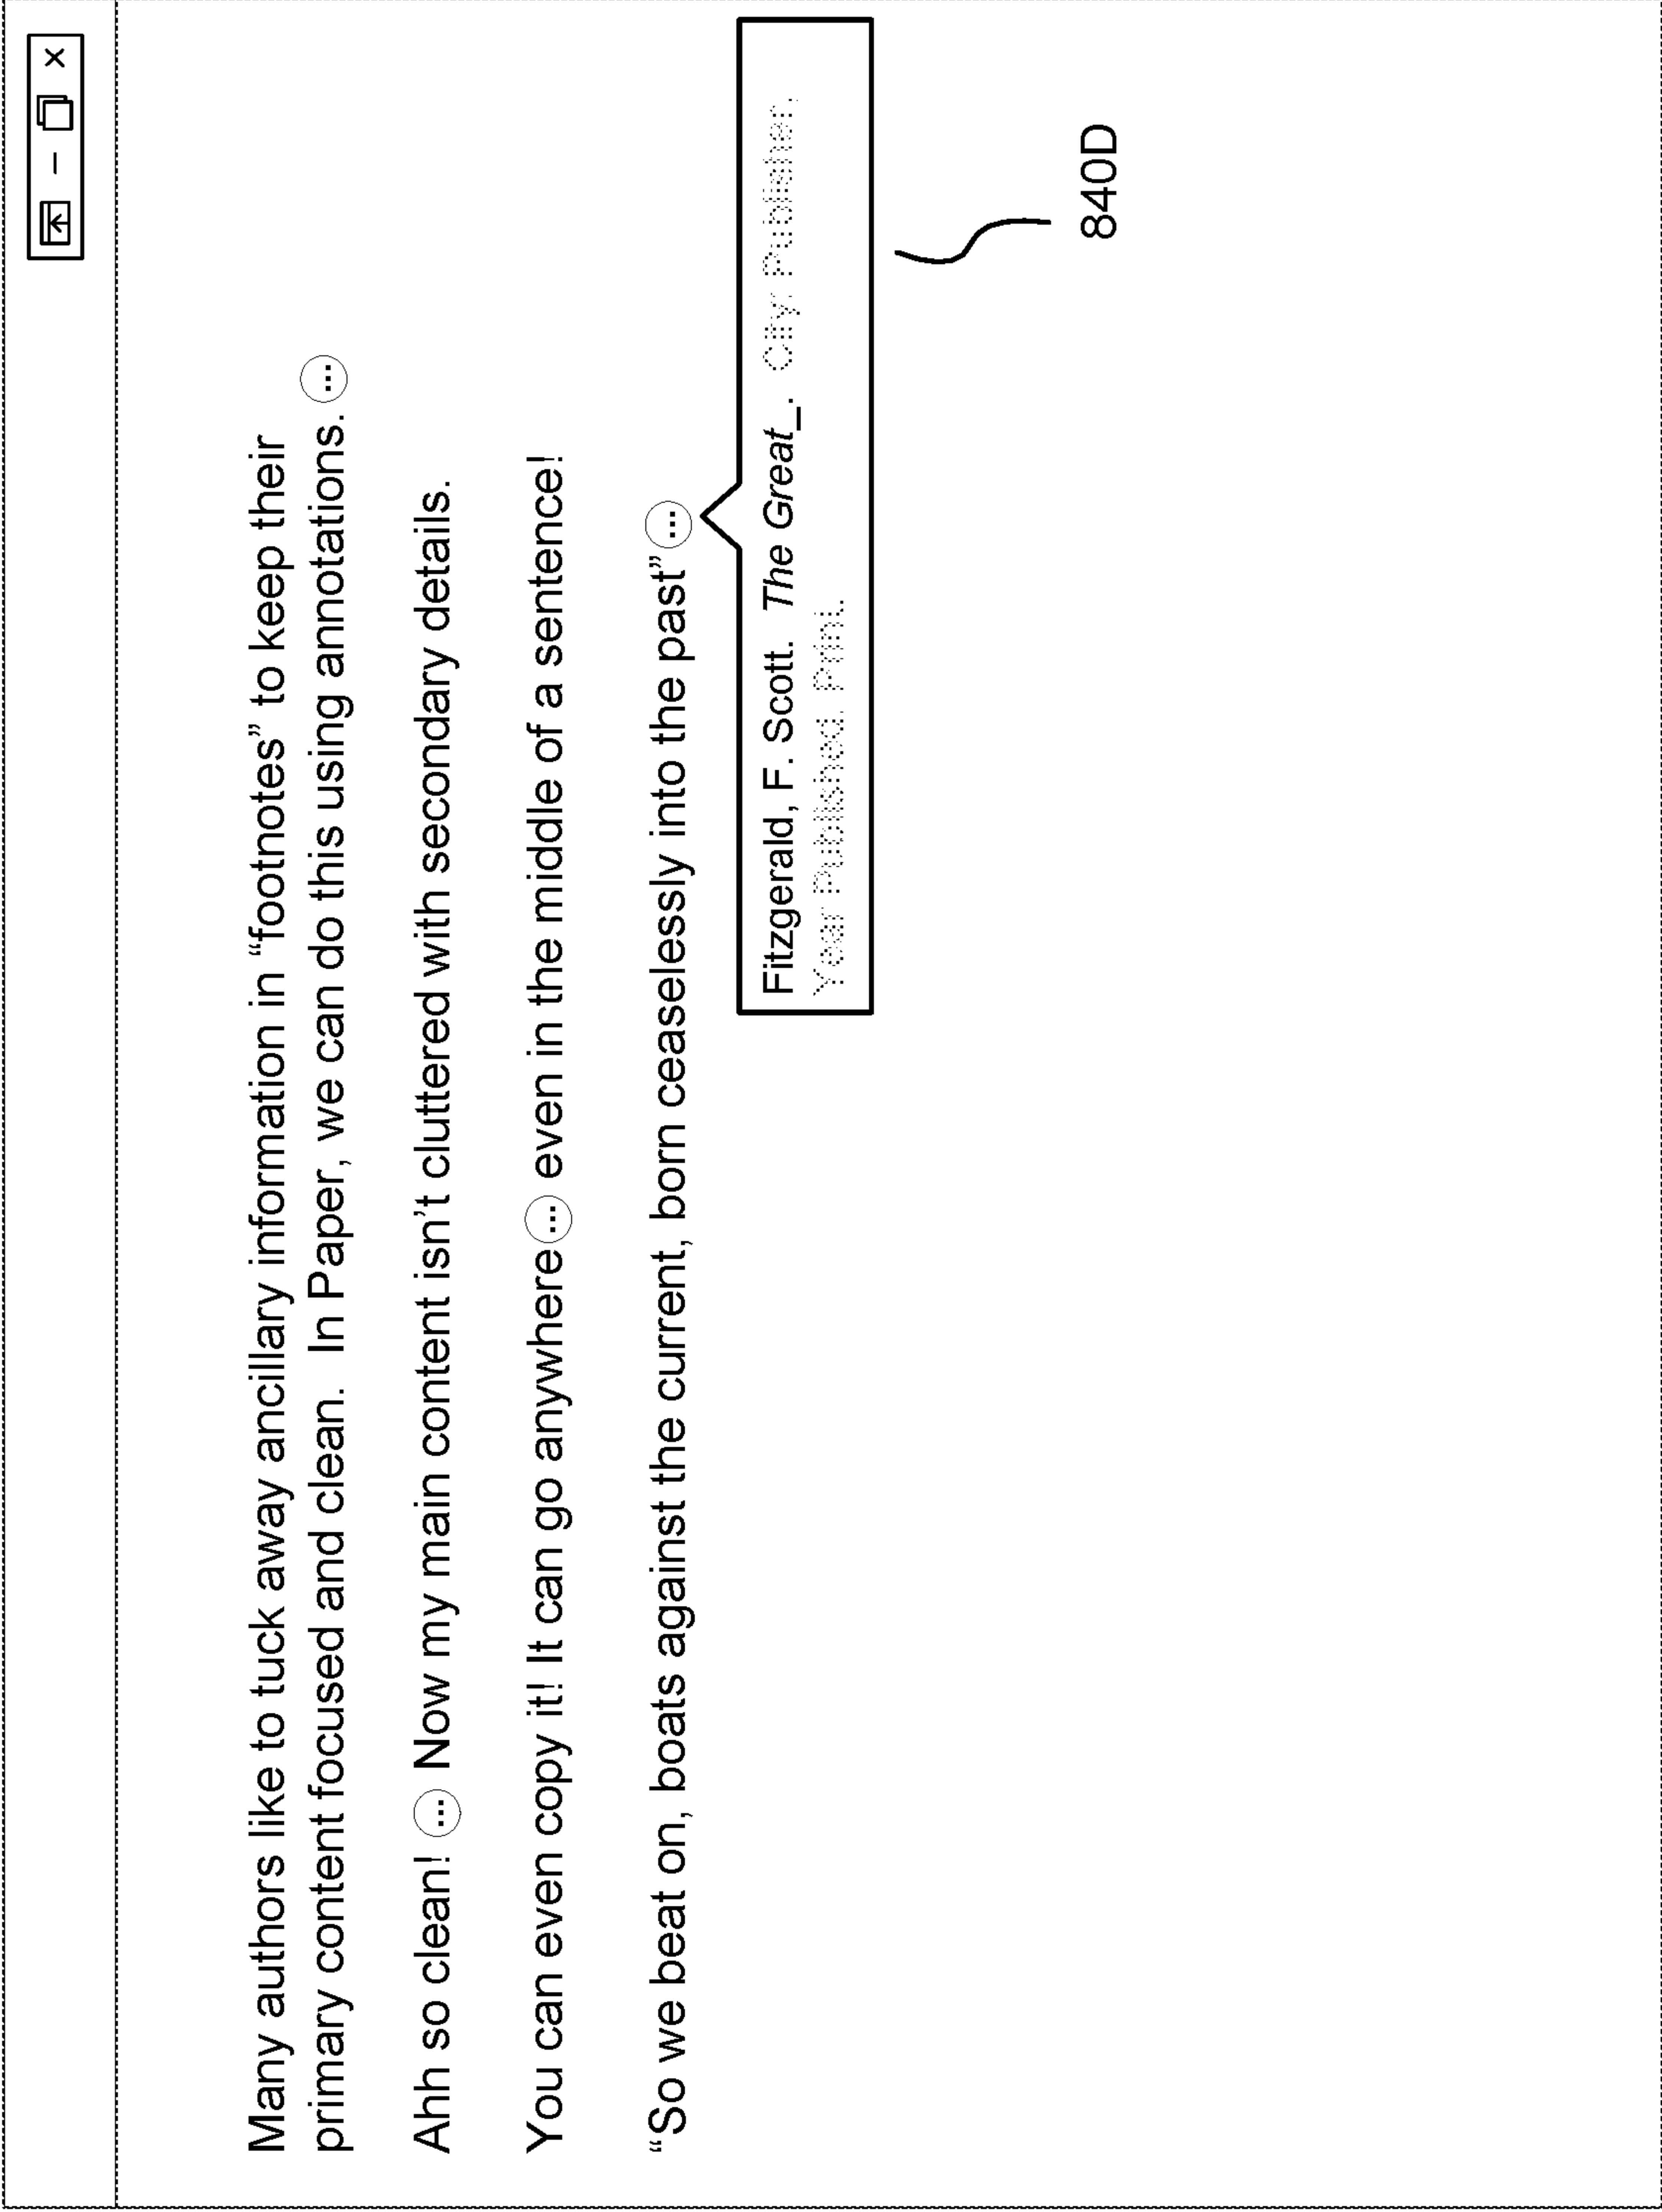 Many authors like to tuck away ancillary information in “footnotes” to keep their
primary content focused and clean.  In Paper, we can do this using annotations. ...
Ahh so clean! ... Now my main content isn’t cluttered with secondary details.
You can even copy it! It can go anywhere ... even in the middle of a sentence!
“So we beat on, boats against the current, born ceaselessly into the past” ...
Fitzgerald, F. Scott.  The Great_.  City: Publisher,
Year Published. Print.
840D